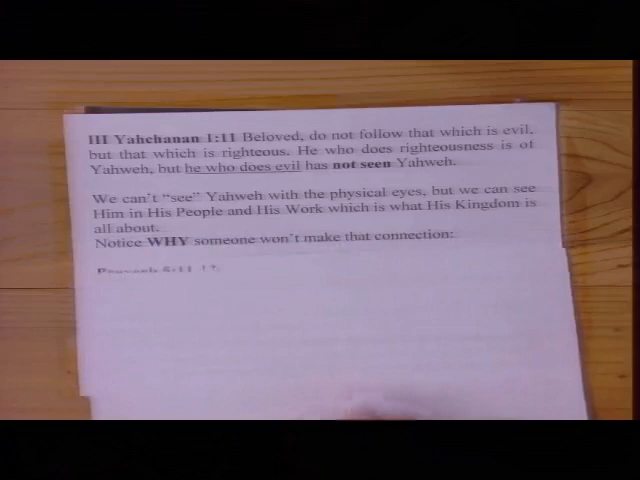 III Yahchanan 1:11 Beloved, do not follow that which is evil,
but that which is righteous. He who does righteousness is of
Yahweh, but he who does evil has not seen Yahweh.
We can't "see" Yahweh with the physical eyes, but we can see
Him in His People and His Work which is what His Kingdom is
all about.
Notice WHY someone won't make that connection: